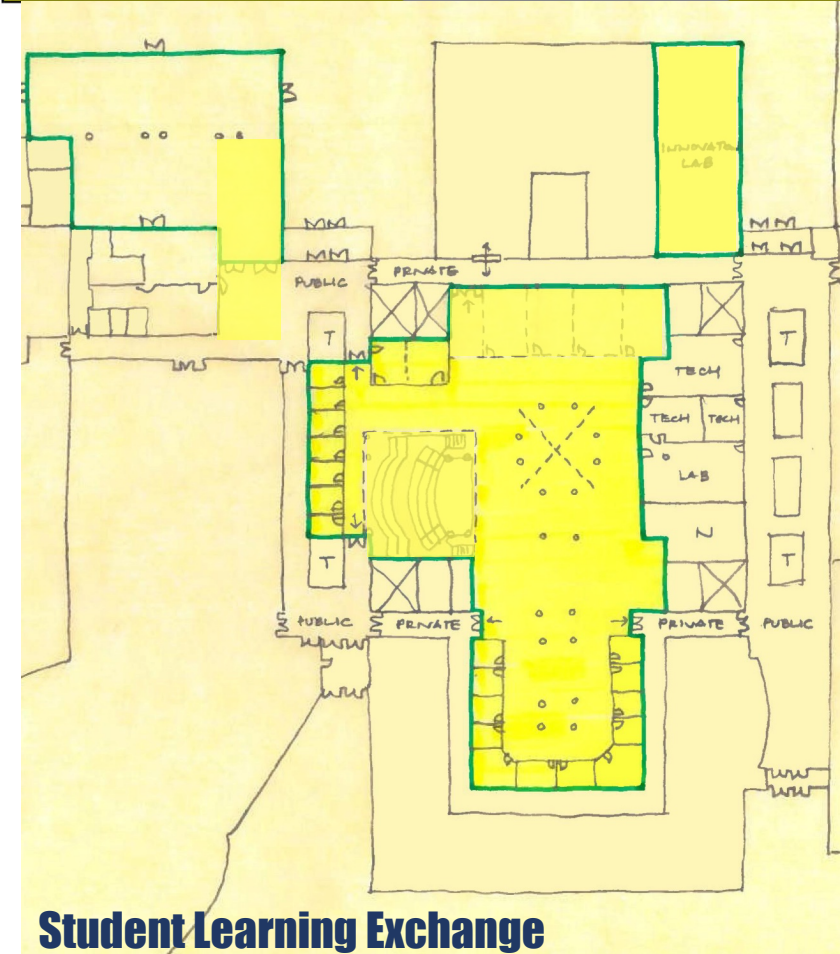 INNOVATION
LAB
PUBLIC
PRIVATE
T
T
TECH
TECH
TECH
LAB
N
T
T
PUBLIC
PRIVATE
PRIVATE
PUBLIC
Student Learning Exchange